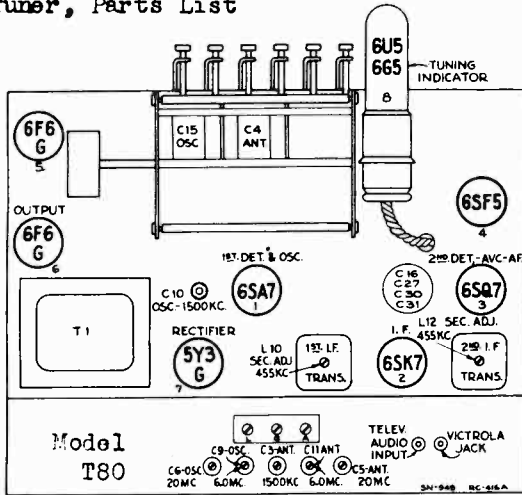 Tuner, Parts List
6U5
6G5
TUNING
INDICATOR
8
C15
OSC
C4
ANT.
6F6
G
5
6SF5
4
OUTPUT
6F6
G
6
1ST. DET. & OSC.
2ND. DET.-AVC-AF.
C10
OSC-1500KC.
6SA7
1
C16
C27
C30
C31
6SQ7
3
T1
RECTIFIER
5Y3
G
7
L10
SEC. ADJ
455KC
1ST. I.F.
TRANS.
I. F.
6SK7
2
L12 SEC. ADJ.
455KC
2ND. I.F
TRANS.
Model
T80
C9-OSC. C3-ANT. C11ANT
C6-OSC
20MC
6.0MC.
1500KC
6.0MC.
C5-ANT.
20MC
TELEV.
AUDIO
INPUT
VICTROLA
JACK
SN-948 RC-416A